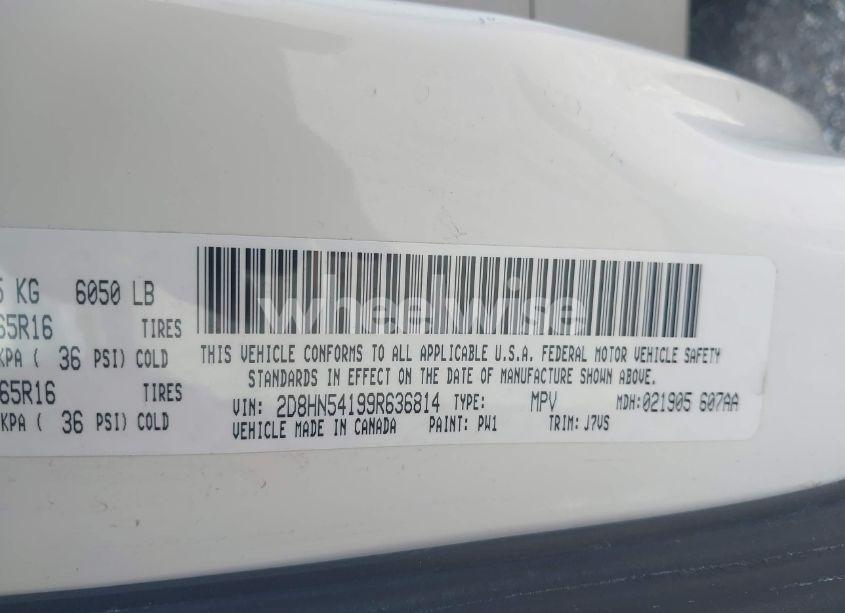 KG 6050 LB
65R16 TIRES
KPA ( 36 PSI) COLD
65R16 TIRES
KPA ( 36 PSI) COLD
wheelwise
THIS VEHICLE CONFORMS TO ALL APPLICABLE U.S.A. FEDERAL MOTOR VEHICLE SAFETY
STANDARDS IN EFFECT ON THE DATE OF MANUFACTURE SHOWN ABOVE.
VIN: 2D8HN54199R636814 TYPE: MPV MDH:021905 607AA
VEHICLE MADE IN CANADA PAINT: PW1 TRIM: J7VS